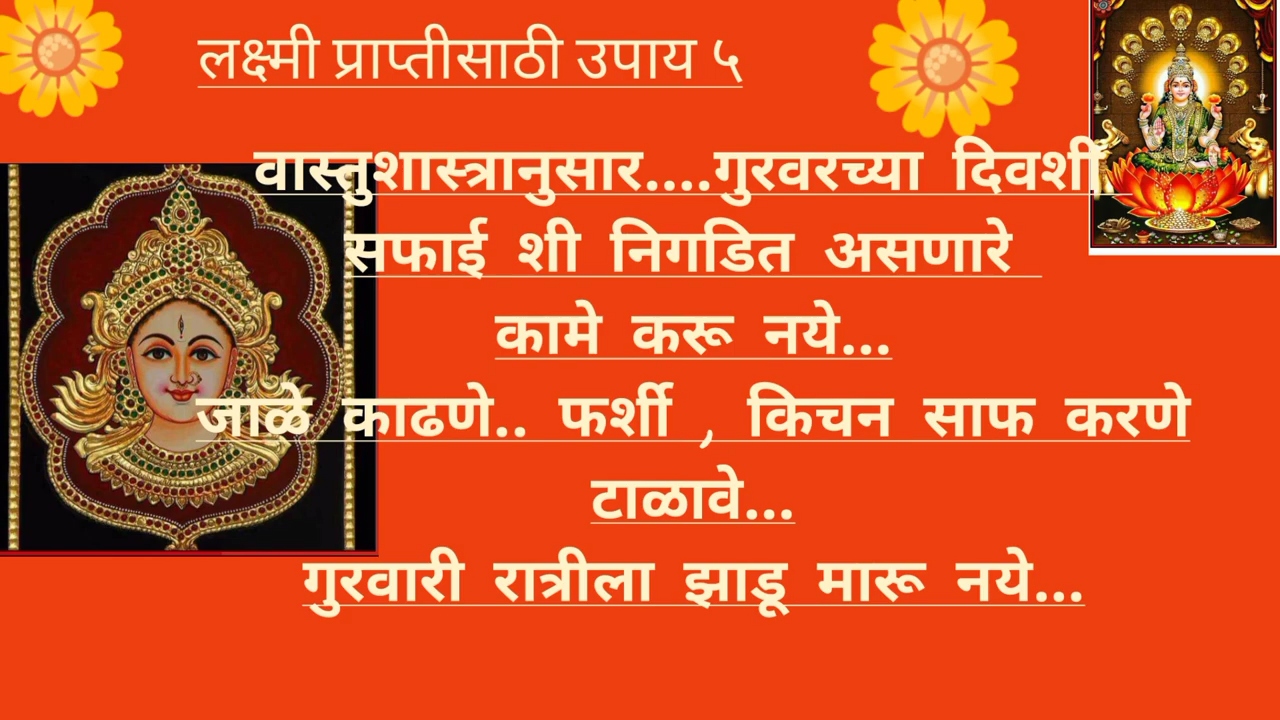 लक्ष्मी प्राप्तीसाठी उपाय ५
वास्तुशास्त्रानुसार....गुरवरच्या दिवशी
सफाई शी निगडित असणारे
कामे करू नये...
जाळे काढणे.. फर्शी , किचन साफ करणे
टाळावे...
गुरवारी रात्रीला झाडू मारू नये...